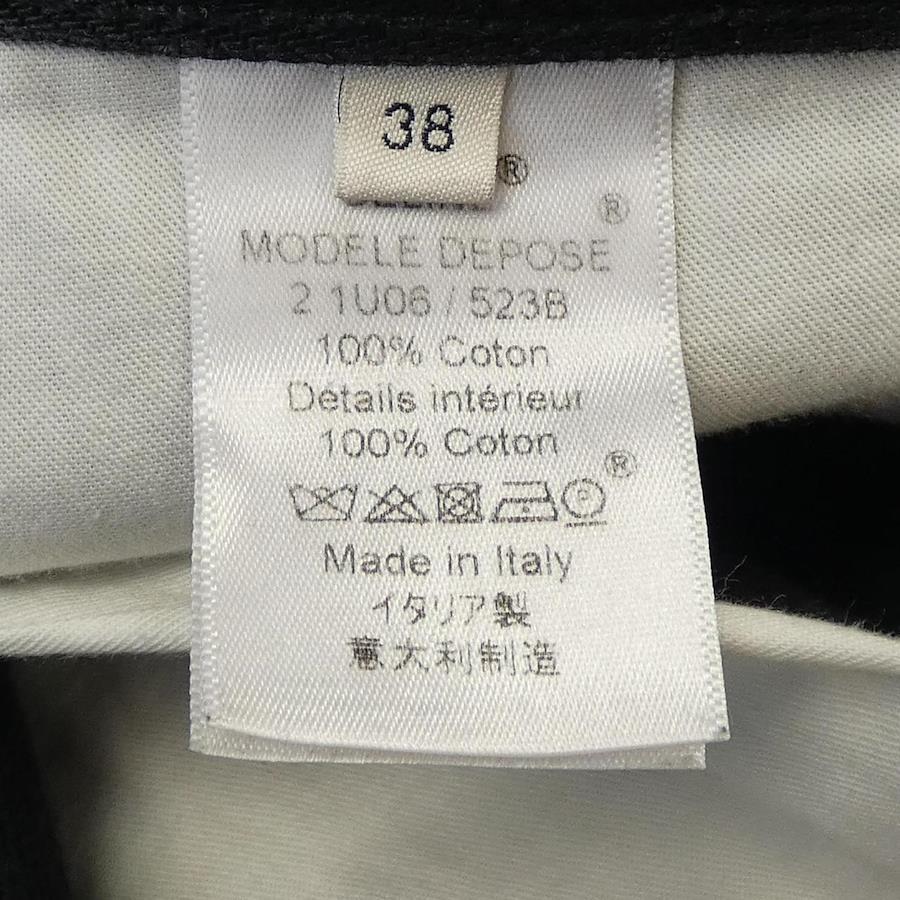 38
®
®
MODELE DEPOSE
2 1U06 / 523B
100% Coton
Détails intérieur
100% Coton
®
P
Made in Italy
イタリア製
意大利制造